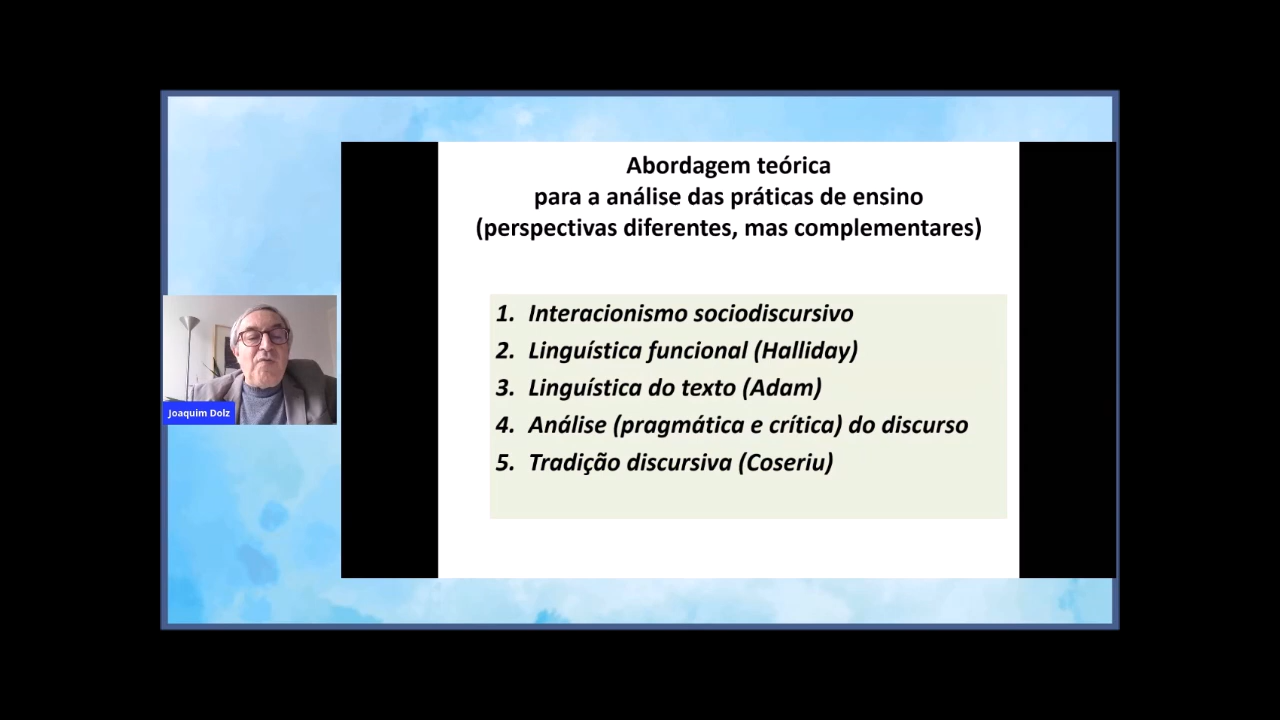 Abordagem teórica
para a análise das práticas de ensino
(perspectivas diferentes, mas complementares)
1. Interacionismo sociodiscursivo
2. Linguística funcional (Halliday)
3. Linguística do texto (Adam)
4. Análise (pragmática e crítica) do discurso
5. Tradição discursiva (Coseriu)
Joaquim Dolz